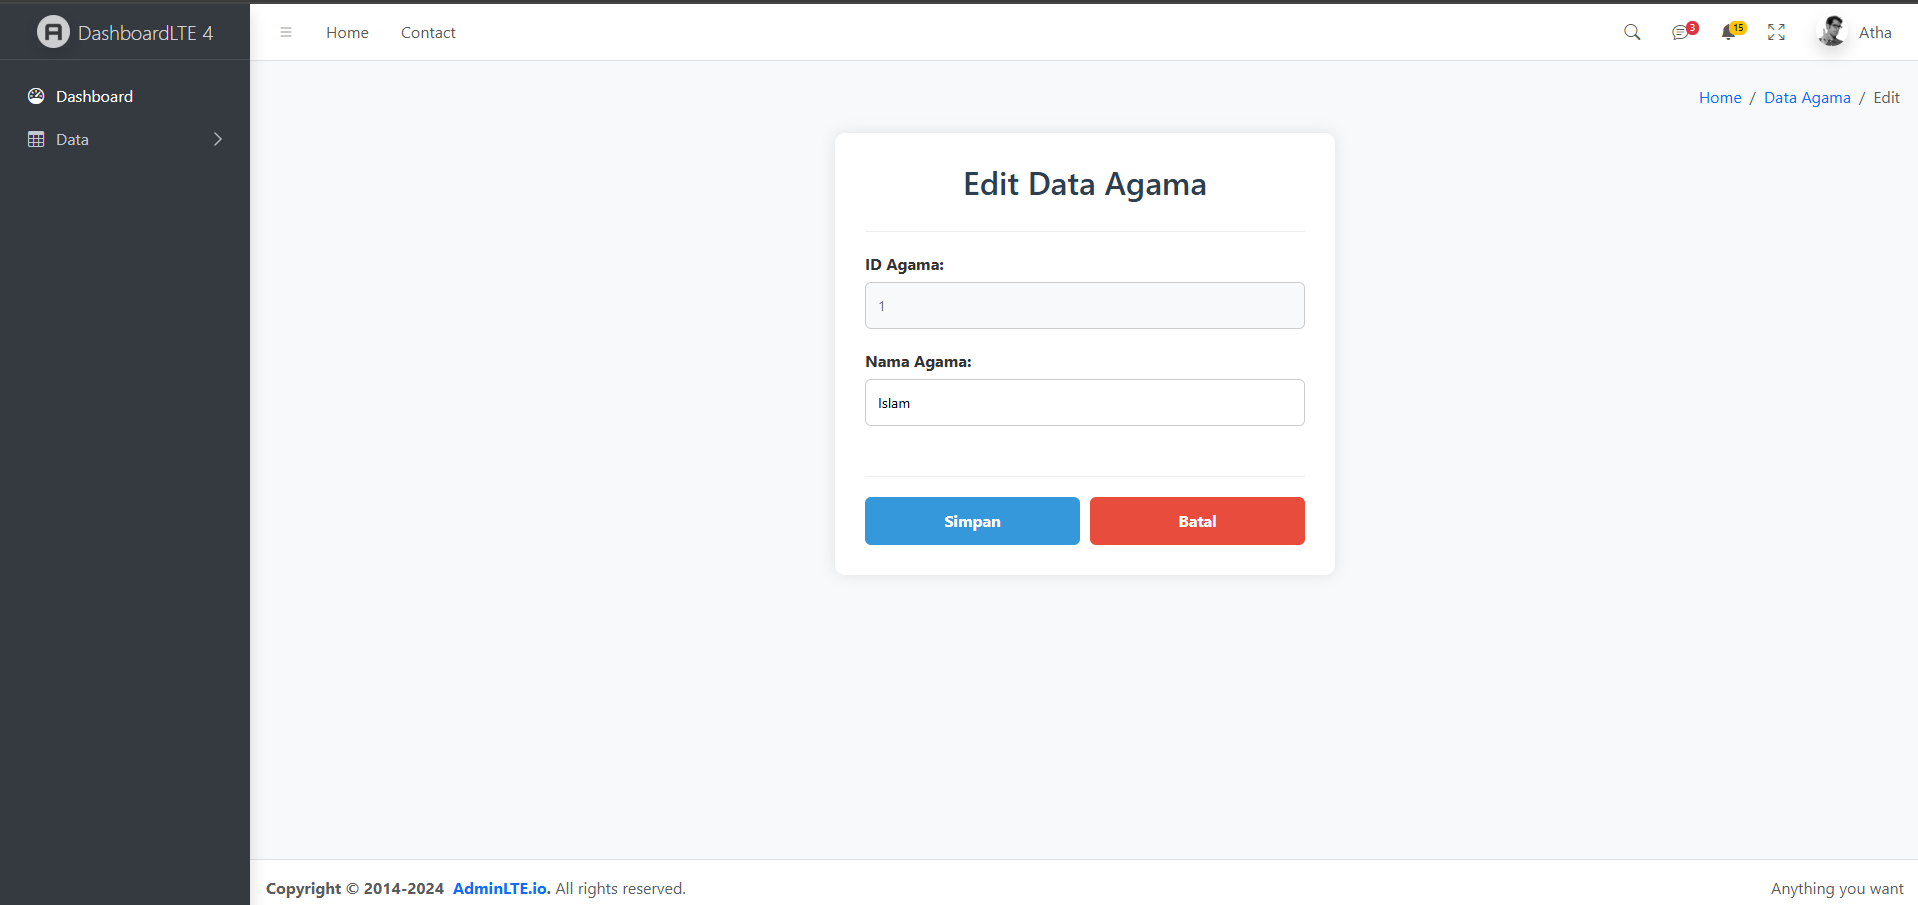 DashboardLTE 4
Home
Contact
3
15
Atha
Dashboard
Data
Home / Data Agama / Edit
Edit Data Agama
ID Agama:
1
Nama Agama:
Islam
Simpan
Batal
Copyright © 2014-2024 AdminLTE.io. All rights reserved.
Anything you want